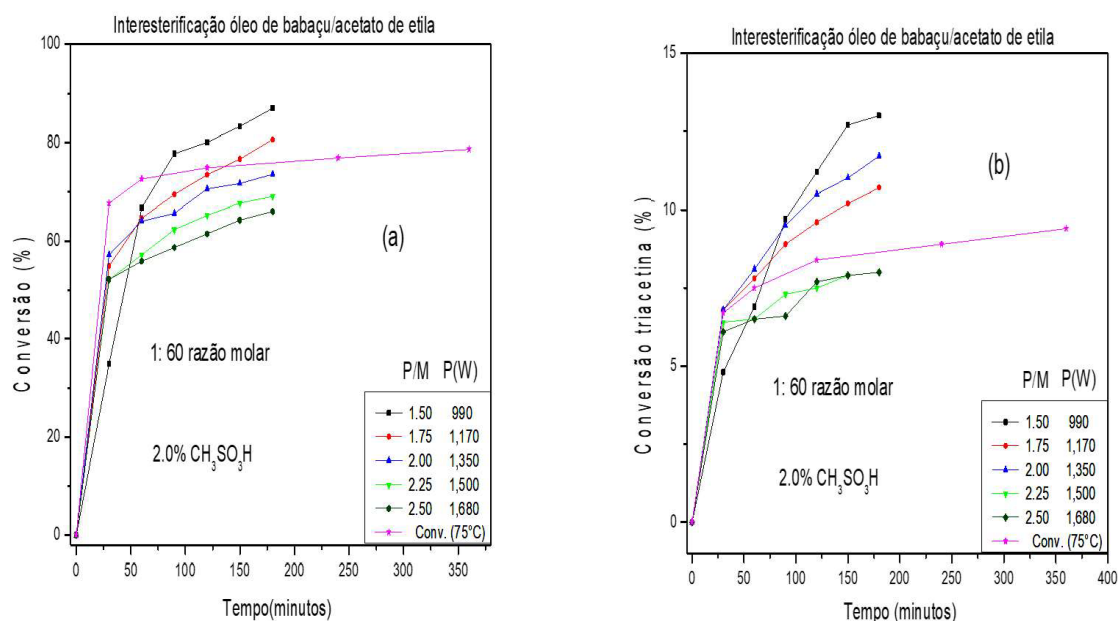 Interesterificação óleo de babaçu/acetato de etila
100
80
60
40
20
0
Conversão (%)
(a)
1: 60 razão molar
2.0% CH₃SO₃H
P/M P(W)
1.50 990
1.75 1,170
2.00 1,350
2.25 1,500
2.50 1,680
Conv. (75°C)
0 50 100 150 200 250 300 350
Tempo(minutos)
Interesterificação óleo de babaçu/acetato de etila
15
10
5
0
Conversão triacetina (%)
(b)
1: 60 razão molar
2.0% CH₃SO₃H
P/M P(W)
1.50 990
1.75 1,170
2.00 1,350
2.25 1,500
2.50 1,680
Conv. (75°C)
0 50 100 150 200 250 300 350 400
Tempo (minutos)